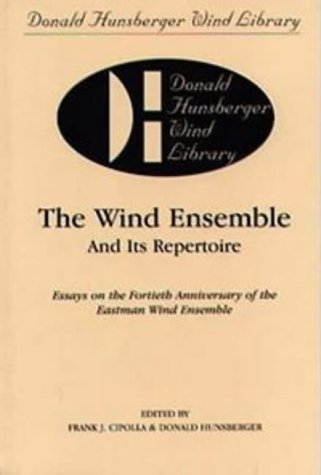 Donald Hunsberger Wind Library
Donald
Hunsberger
Wind
Library
The Wind Ensemble
And Its Repertoire
Essays on the Fortieth Anniversary of the
Eastman Wind Ensemble
EDITED BY
FRANK J. CIPOLLA & DONALD HUNSBERGER